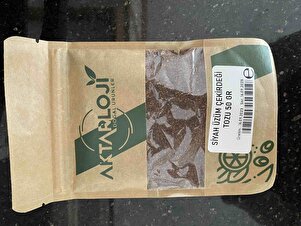 AKTARLOJİ
SİYAH ÜZÜM ÇEKİRDEĞİ
TOZU 50 GR